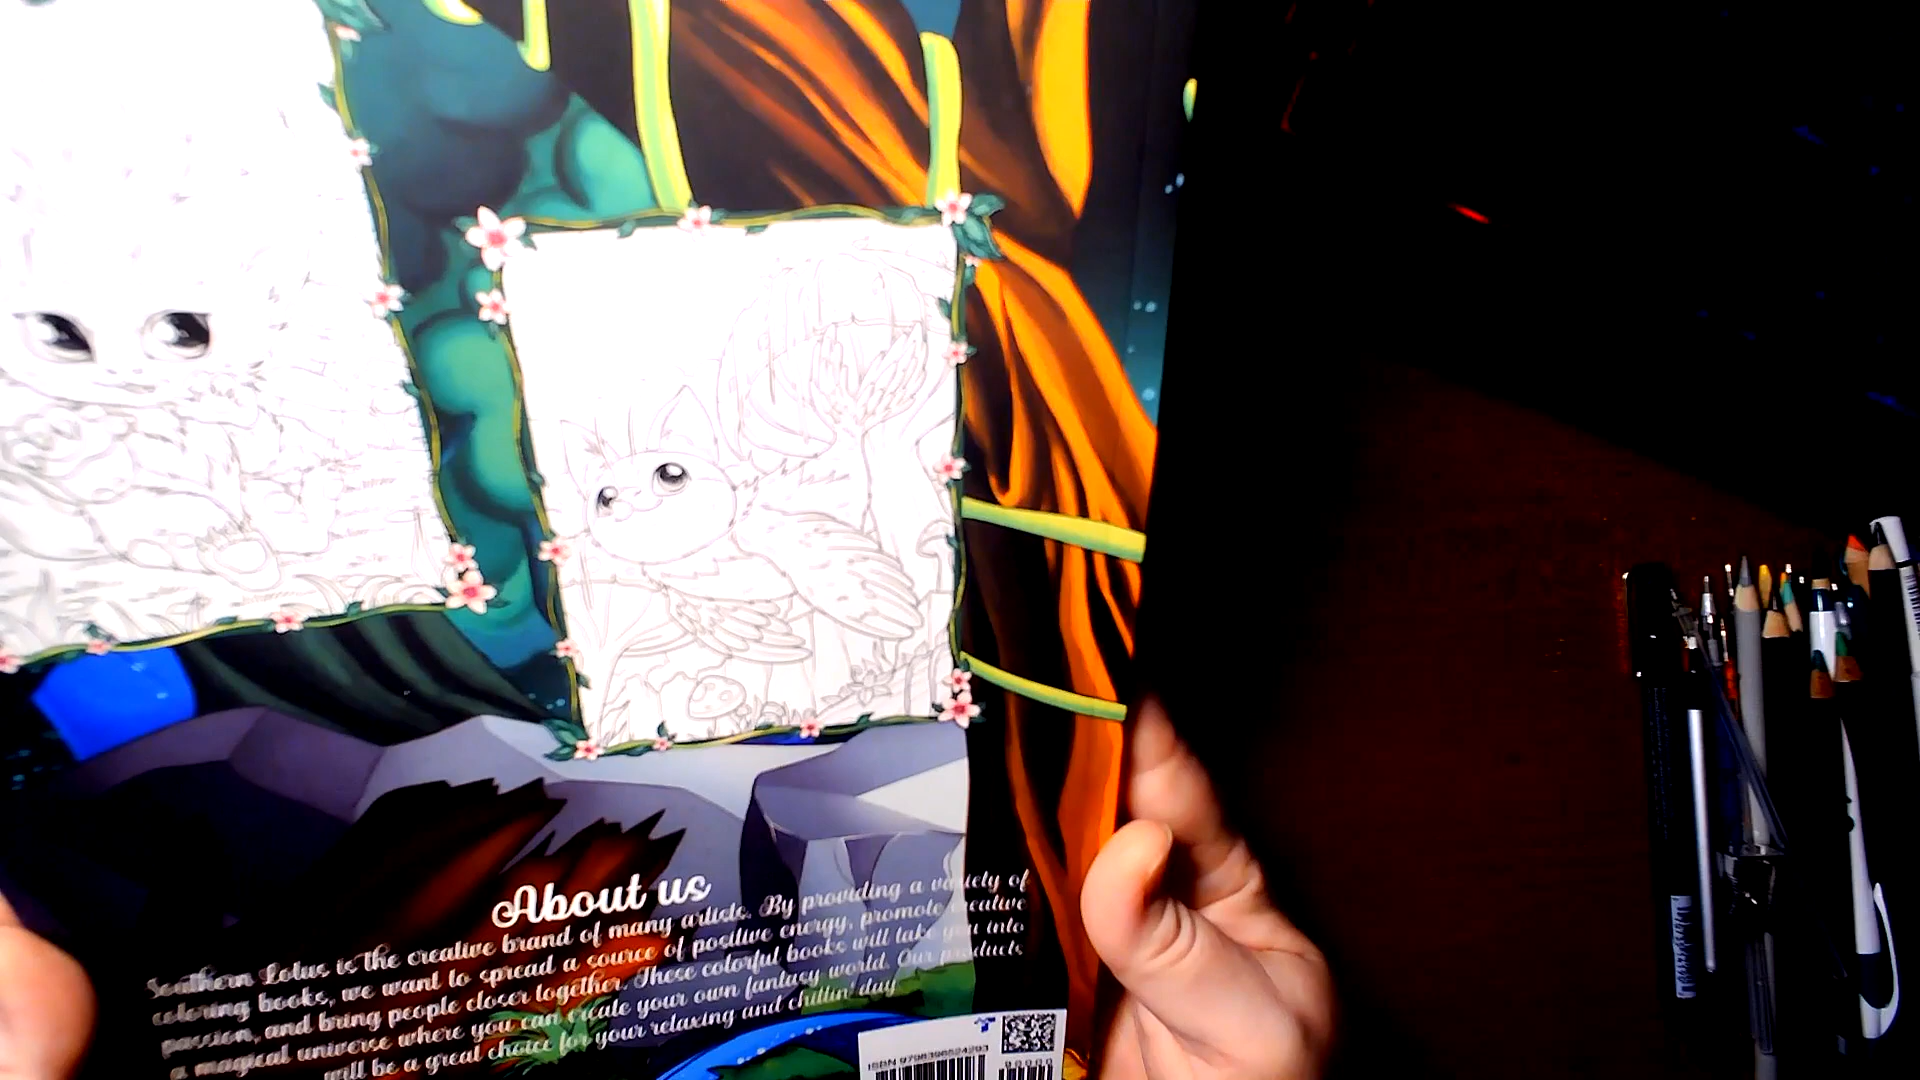 About us
Southern Lotus is the creative brand of many artists. By providing a variety of
coloring books, we want to spread a source of positive energy, promote creative
passion, and bring people closer together. These colorful books will take you into
a magical universe where you can create your own fantasy world. Our products
will be a great choice for your relaxing and chillin' day
ISBN 9798398524293
90000